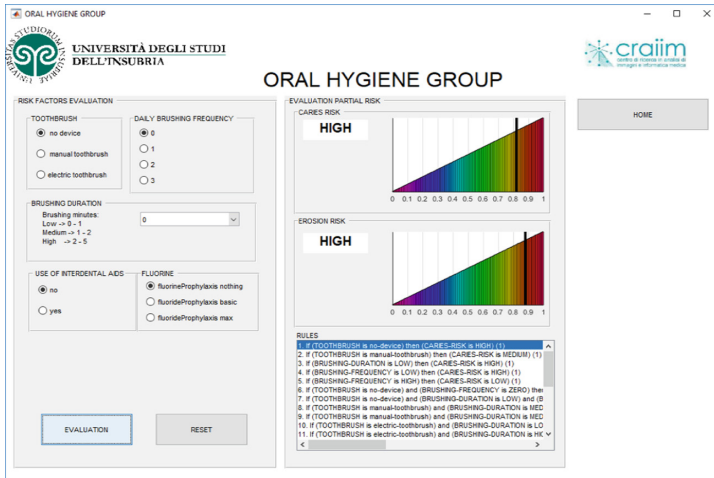 ORAL HYGIENE GROUP
UNIVERSITÀ DEGLI STUDI
DELL'INSUBRIA
craiim
centro di ricerca in analisi di
immagini e informatica medica
ORAL HYGIENE GROUP
RISK FACTORS EVALUATION
TOOTHBRUSH
no device
manual toothbrush
electric toothbrush
DAILY BRUSHING FREQUENCY
0
1
2
3
BRUSHING DURATION
Brushing minutes:
Low -> 0 - 1
Medium -> 1 - 2
High -> 2 - 5
0
USE OF INTERDENTAL AIDS
no
yes
FLUORINE
fluorineProphylaxis nothing
fluorideProphylaxis basic
fluorideProphylaxis max
EVALUATION
RESET
EVALUATION PARTIAL RISK
CARIES RISK
HIGH
0 0.1 0.2 0.3 0.4 0.5 0.6 0.7 0.8 0.9 1
EROSION RISK
HIGH
0 0.1 0.2 0.3 0.4 0.5 0.6 0.7 0.8 0.9 1
RULES
1. If (TOOTHBRUSH is no-device) then (CARIES-RISK is HIGH) (1)
2. If (TOOTHBRUSH is manual-toothbrush) then (CARIES-RISK is MEDIUM) (1)
3. If (BRUSHING-DURATION is LOW) then (CARIES-RISK is HIGH) (1)
4. If (BRUSHING-FREQUENCY is LOW) then (CARIES-RISK is HIGH) (1)
5. If (BRUSHING-FREQUENCY is HIGH) then (CARIES-RISK is LOW) (1)
6. If (TOOTHBRUSH is no-device) and (BRUSHING-FREQUENCY is ZERO) the
7. If (TOOTHBRUSH is no-device) and (BRUSHING-DURATION is LOW) and (B
8. If (TOOTHBRUSH is manual-toothbrush) and (BRUSHING-DURATION is MED
9. If (TOOTHBRUSH is manual-toothbrush) and (BRUSHING-DURATION is MED
10. If (TOOTHBRUSH is electric-toothbrush) and (BRUSHING-DURATION is LO
11. If (TOOTHBRUSH is electric-toothbrush) and (BRUSHING-DURATION is HI
HOME